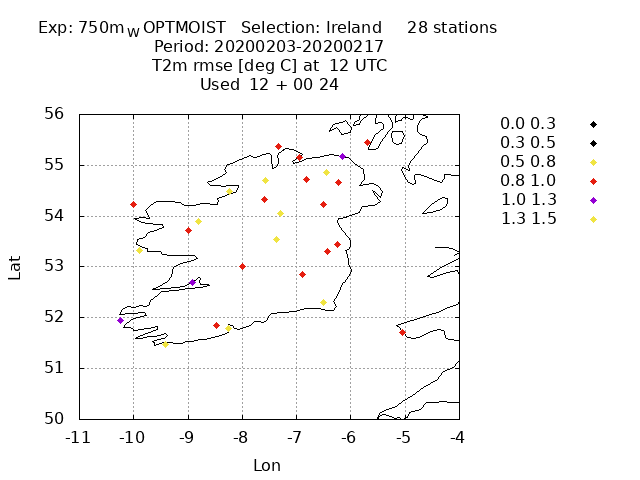 Exp: 750mWOPTMOIST Selection: Ireland 28 stations
Period: 20200203-20200217
T2m rmse [deg C] at 12 UTC
Used 12 + 00 24
56
55
54
53
52
51
50
-11 -10 -9 -8 -7 -6 -5 -4
Lat
Lon
0.0 0.3
0.3 0.5
0.5 0.8
0.8 1.0
1.0 1.3
1.3 1.5